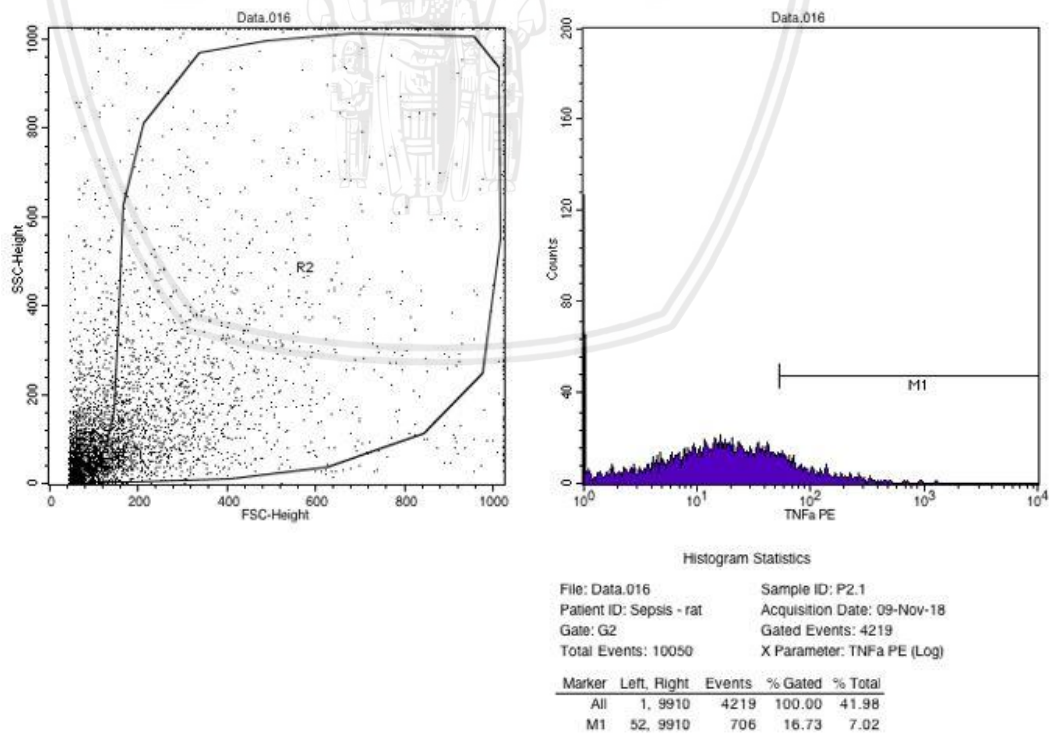 Data.016
1000
800
600
400
200
0
SSC-Height
R2
0 200 400 600 800 1000
FSC-Height
Data.016
200
160
120
80
40
0
Counts
M1
10^0 10^1 10^2 10^3 10^4
TNFa PE
Histogram Statistics
File: Data.016 Sample ID: P2.1
Patient ID: Sepsis - rat Acquisition Date: 09-Nov-18
Gate: G2 Gated Events: 4219
Total Events: 10050 X Parameter: TNFa PE (Log)
Marker Left, Right Events % Gated % Total
All 1, 9910 4219 100.00 41.98
M1 52, 9910 706 16.73 7.02